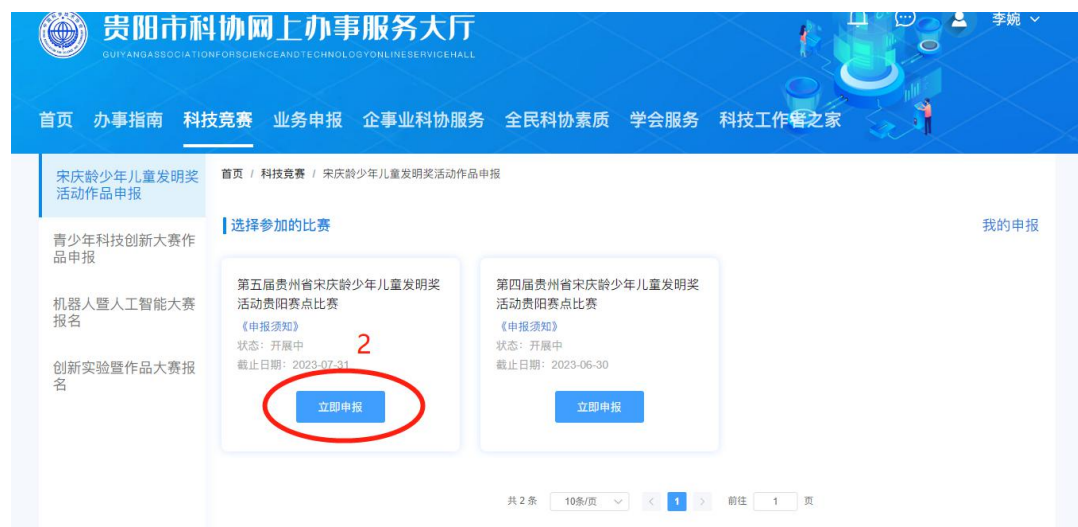 贵阳市科协网上办事服务大厅
GUIYANGASSOCIATIONFORSCIENCEANDTECHNOLOGYONLINESERVICEHALL
李婉
首页 办事指南 科技竞赛 业务申报 企事业科协服务 全民科协素质 学会服务 科技工作者之家
宋庆龄少年儿童发明奖
活动作品申报
青少年科技创新大赛作
品申报
机器人暨人工智能大赛
报名
创新实验暨作品大赛报
名
首页 / 科技竞赛 / 宋庆龄少年儿童发明奖活动作品申报
选择参加的比赛
我的申报
第五届贵州省宋庆龄少年儿童发明奖
活动贵阳赛点比赛
《申报须知》
状态：开展中
2
截止日期：2023-07-31
立即申报
第四届贵州省宋庆龄少年儿童发明奖
活动贵阳赛点比赛
《申报须知》
状态：开展中
截止日期：2023-06-30
立即申报
共 2 条 10条/页 < 1 > 前往 1 页